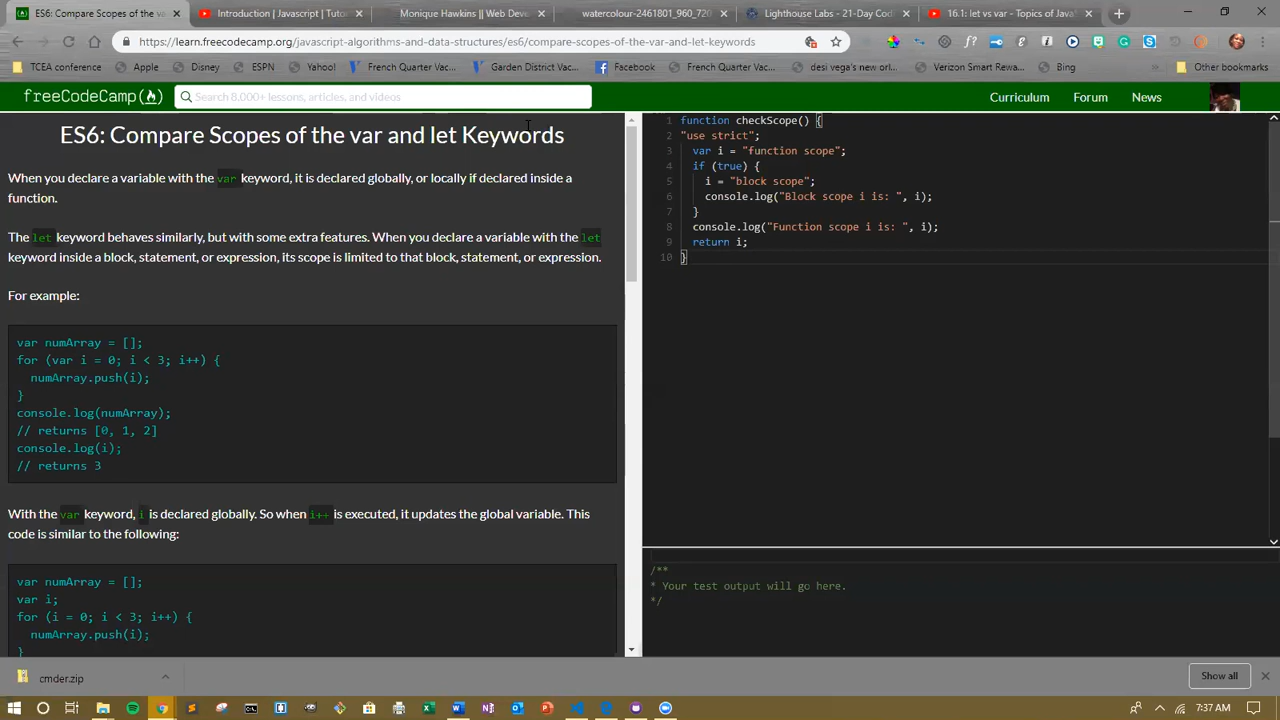 ES6: Compare Scopes of the va
Introduction | Javascript | Tutor
Monique Hawkins || Web Deve
watercolour-2461801_960_720
Lighthouse Labs - 21-Day Cod
16.1: let vs var - Topics of JavaS
https://learn.freecodecamp.org/javascript-algorithms-and-data-structures/es6/compare-scopes-of-the-var-and-let-keywords
TCEA conference
Apple
Disney
ESPN
Yahoo!
French Quarter Vac...
Garden District Vac...
Facebook
French Quarter Vac...
desi vega's new orl...
Verizon Smart Rewa...
Bing
Other bookmarks
freeCodeCamp
Search 8,000+ lessons, articles, and videos
Curriculum
Forum
News
ES6: Compare Scopes of the var and let Keywords
When you declare a variable with the var keyword, it is declared globally, or locally if declared inside a
function.
The let keyword behaves similarly, but with some extra features. When you declare a variable with the let
keyword inside a block, statement, or expression, its scope is limited to that block, statement, or expression.
For example:
var numArray = [];
for (var i = 0; i < 3; i++) {
numArray.push(i);
}
console.log(numArray);
// returns [0, 1, 2]
console.log(i);
// returns 3
With the var keyword, i is declared globally. So when i++ is executed, it updates the global variable. This
code is similar to the following:
var numArray = [];
var i;
for (i = 0; i < 3; i++) {
numArray.push(i);
}
1 function checkScope() {
2 "use strict";
3 var i = "function scope";
4 if (true) {
5 i = "block scope";
6 console.log("Block scope i is: ", i);
7 }
8 console.log("Function scope i is: ", i);
9 return i;
10 }
/**
* Your test output will go here.
*/
cmder.zip
Show all
7:37 AM